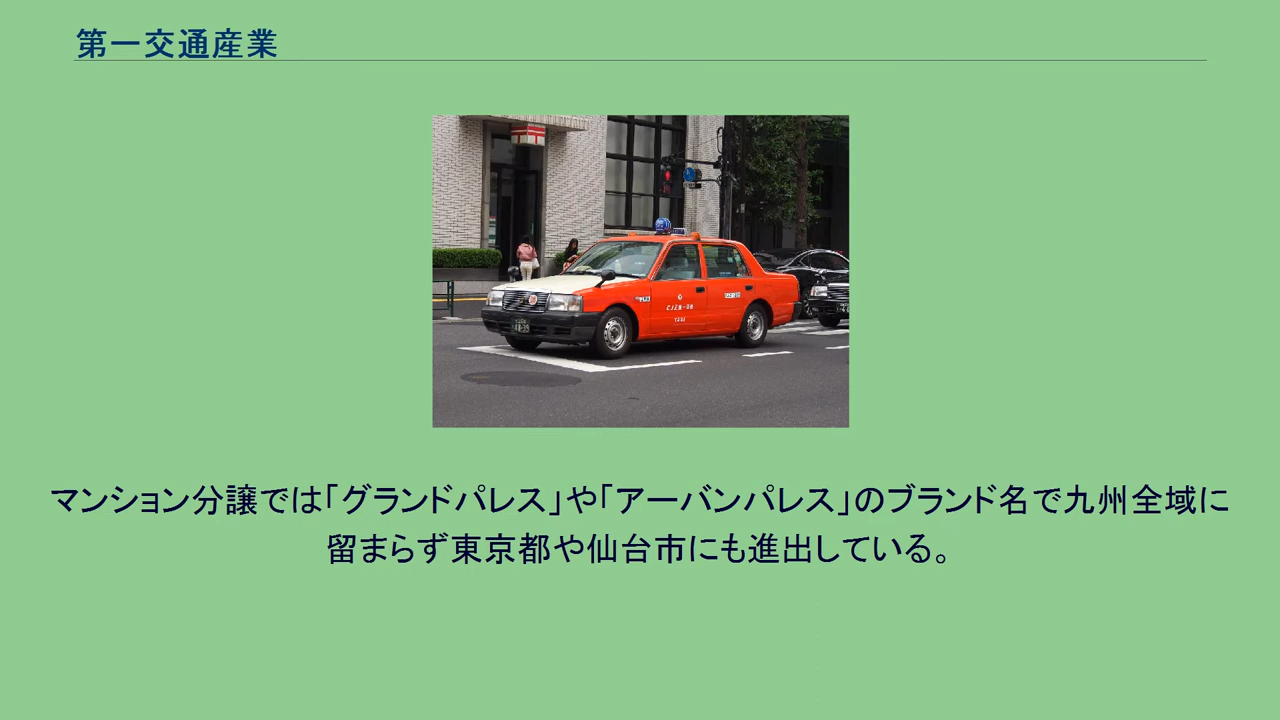 第一交通産業
マンション分譲では「グランドパレス」や「アーバンパレス」のブランド名で九州全域に
留まらず東京都や仙台市にも進出している。